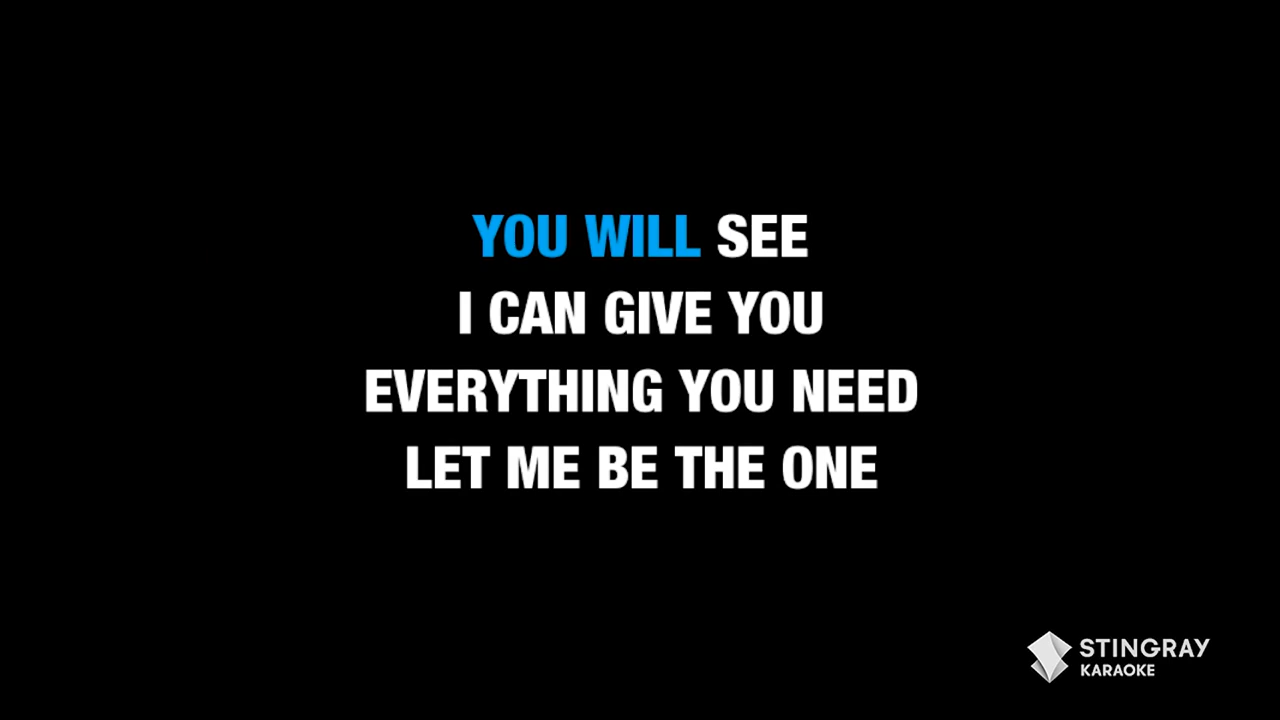 YOU WILL SEE
I CAN GIVE YOU
EVERYTHING YOU NEED
LET ME BE THE ONE
STINGRAY
KARAOKE